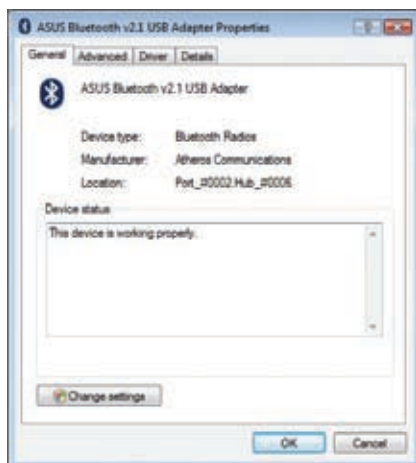 ASUS Bluetooth v2.1 USB Adapter Properties
General Advanced Driver Details
ASUS Bluetooth v2.1 USB Adapter
Device type: Bluetooth Radios
Manufacturer: Atheros Communications
Location: Port_#0002.Hub_#0006
Device status
This device is working properly.
Change settings
OK Cancel